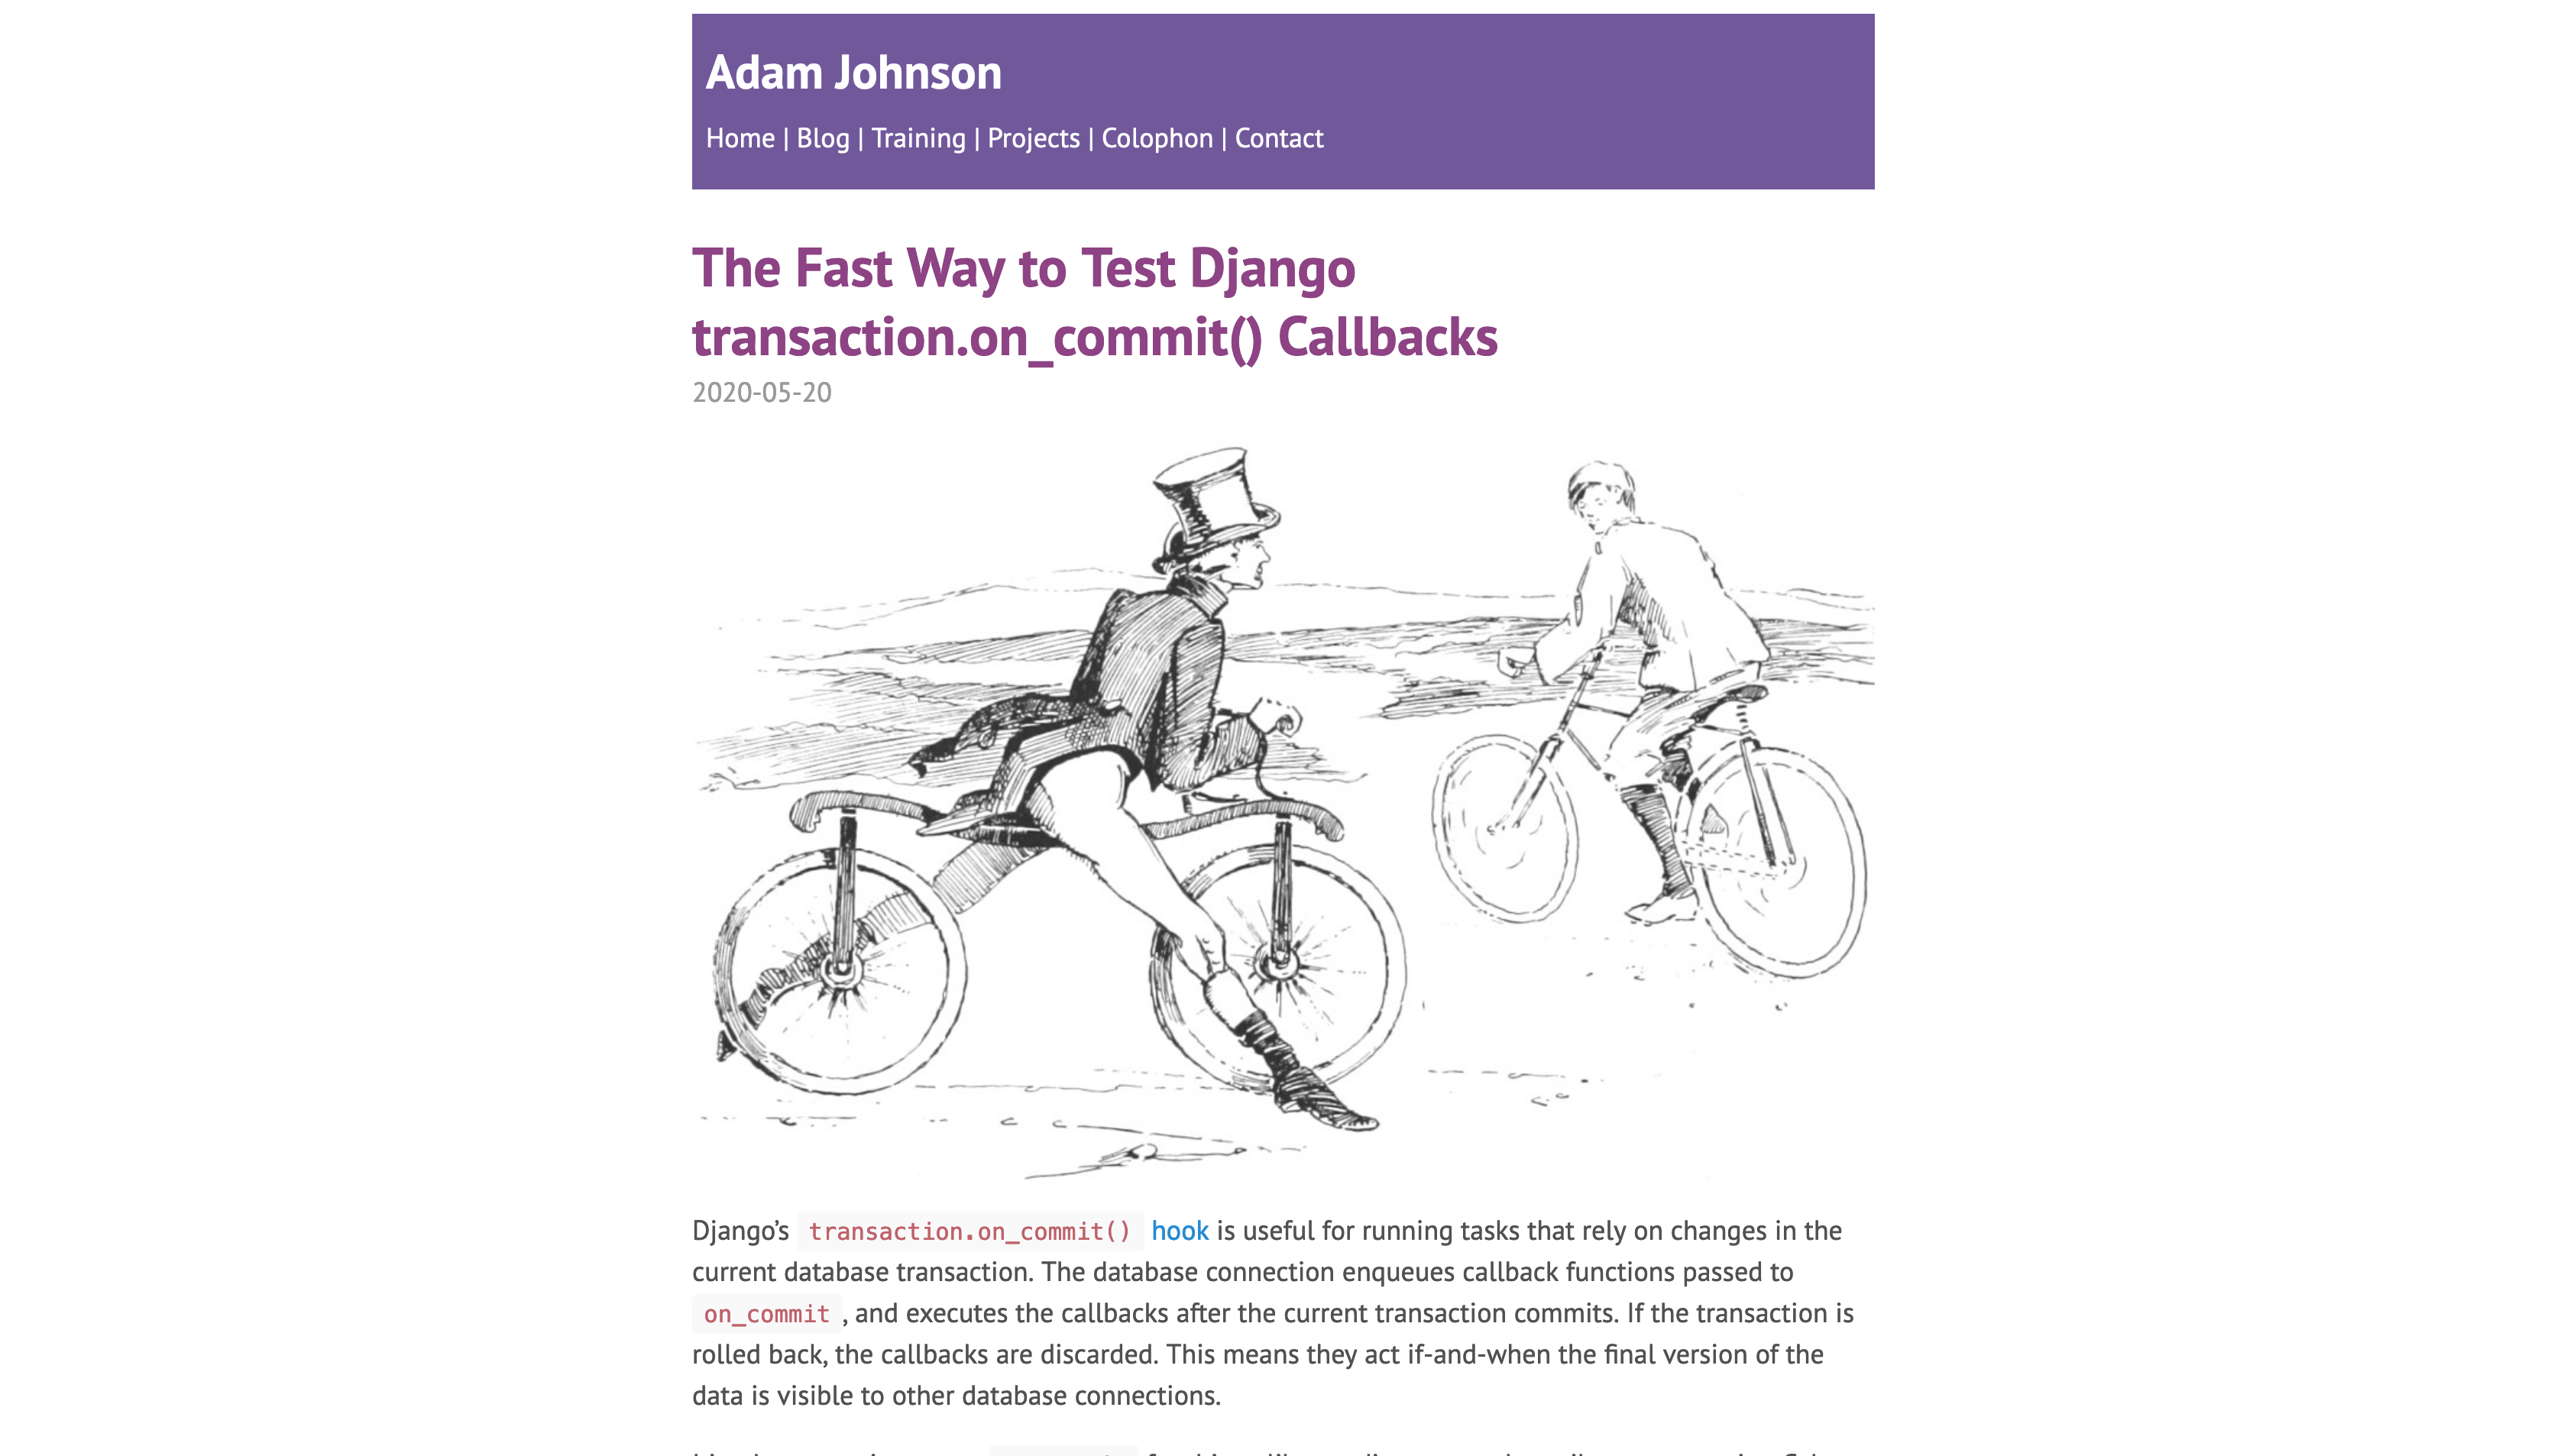 Adam Johnson
Home | Blog | Training | Projects | Colophon | Contact
The Fast Way to Test Django
transaction.on_commit() Callbacks
2020-05-20
Django’s transaction.on_commit() hook is useful for running tasks that rely on changes in the
current database transaction. The database connection enqueues callback functions passed to
on_commit , and executes the callbacks after the current transaction commits. If the transaction is
rolled back, the callbacks are discarded. This means they act if-and-when the final version of the
data is visible to other database connections.